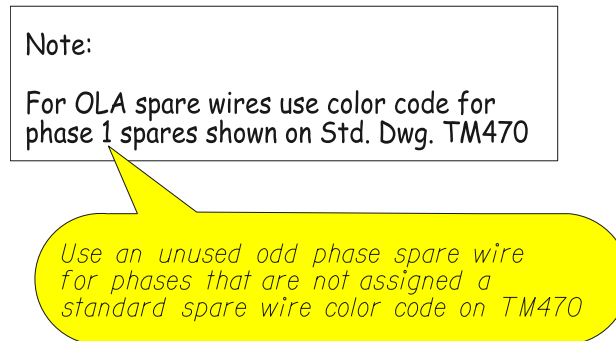 Note:
For OLA spare wires use color code for
phase 1 spares shown on Std. Dwg. TM470
Use an unused odd phase spare wire
for phases that are not assigned a
standard spare wire color code on TM470